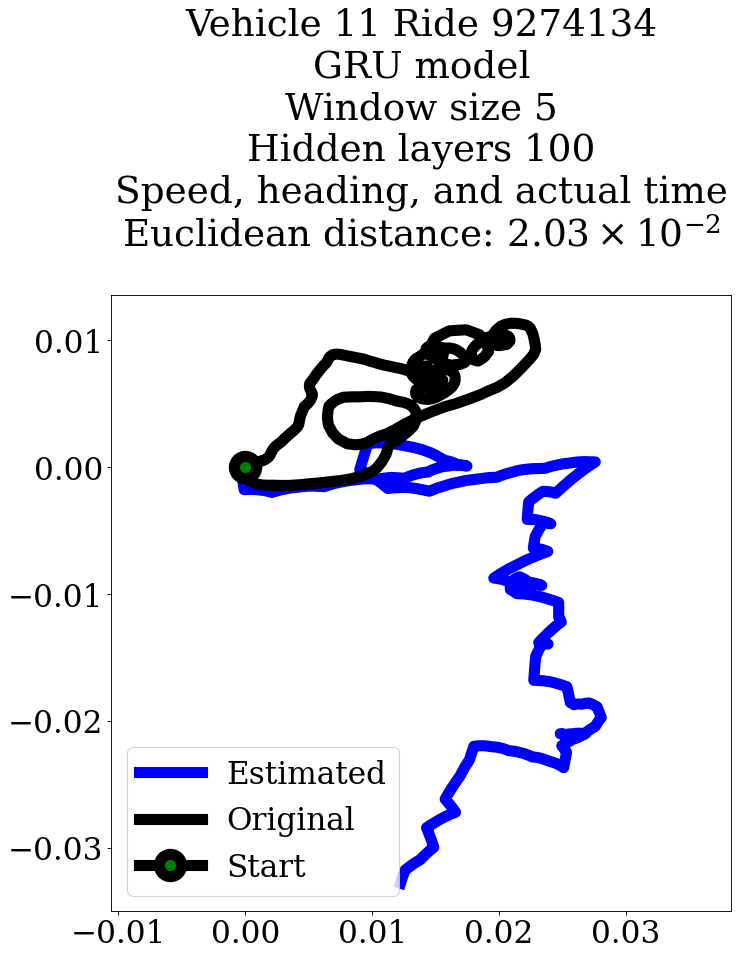 Vehicle 11 Ride 9274134
GRU model
Window size 5
Hidden layers 100
Speed, heading, and actual time
Euclidean distance: 2.03 × 10⁻²
0.01
0.00
−0.01
−0.02
−0.03
Estimated
Original
Start
−0.01 0.00 0.01 0.02 0.03